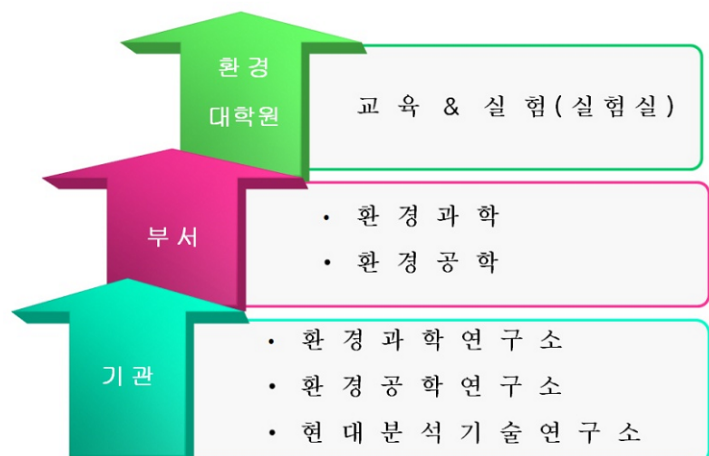 환경
대학원
교육 & 실험(실험실)
부서
• 환경과학
• 환경공학
기관
• 환경과학연구소
• 환경공학연구소
• 현대분석기술연구소